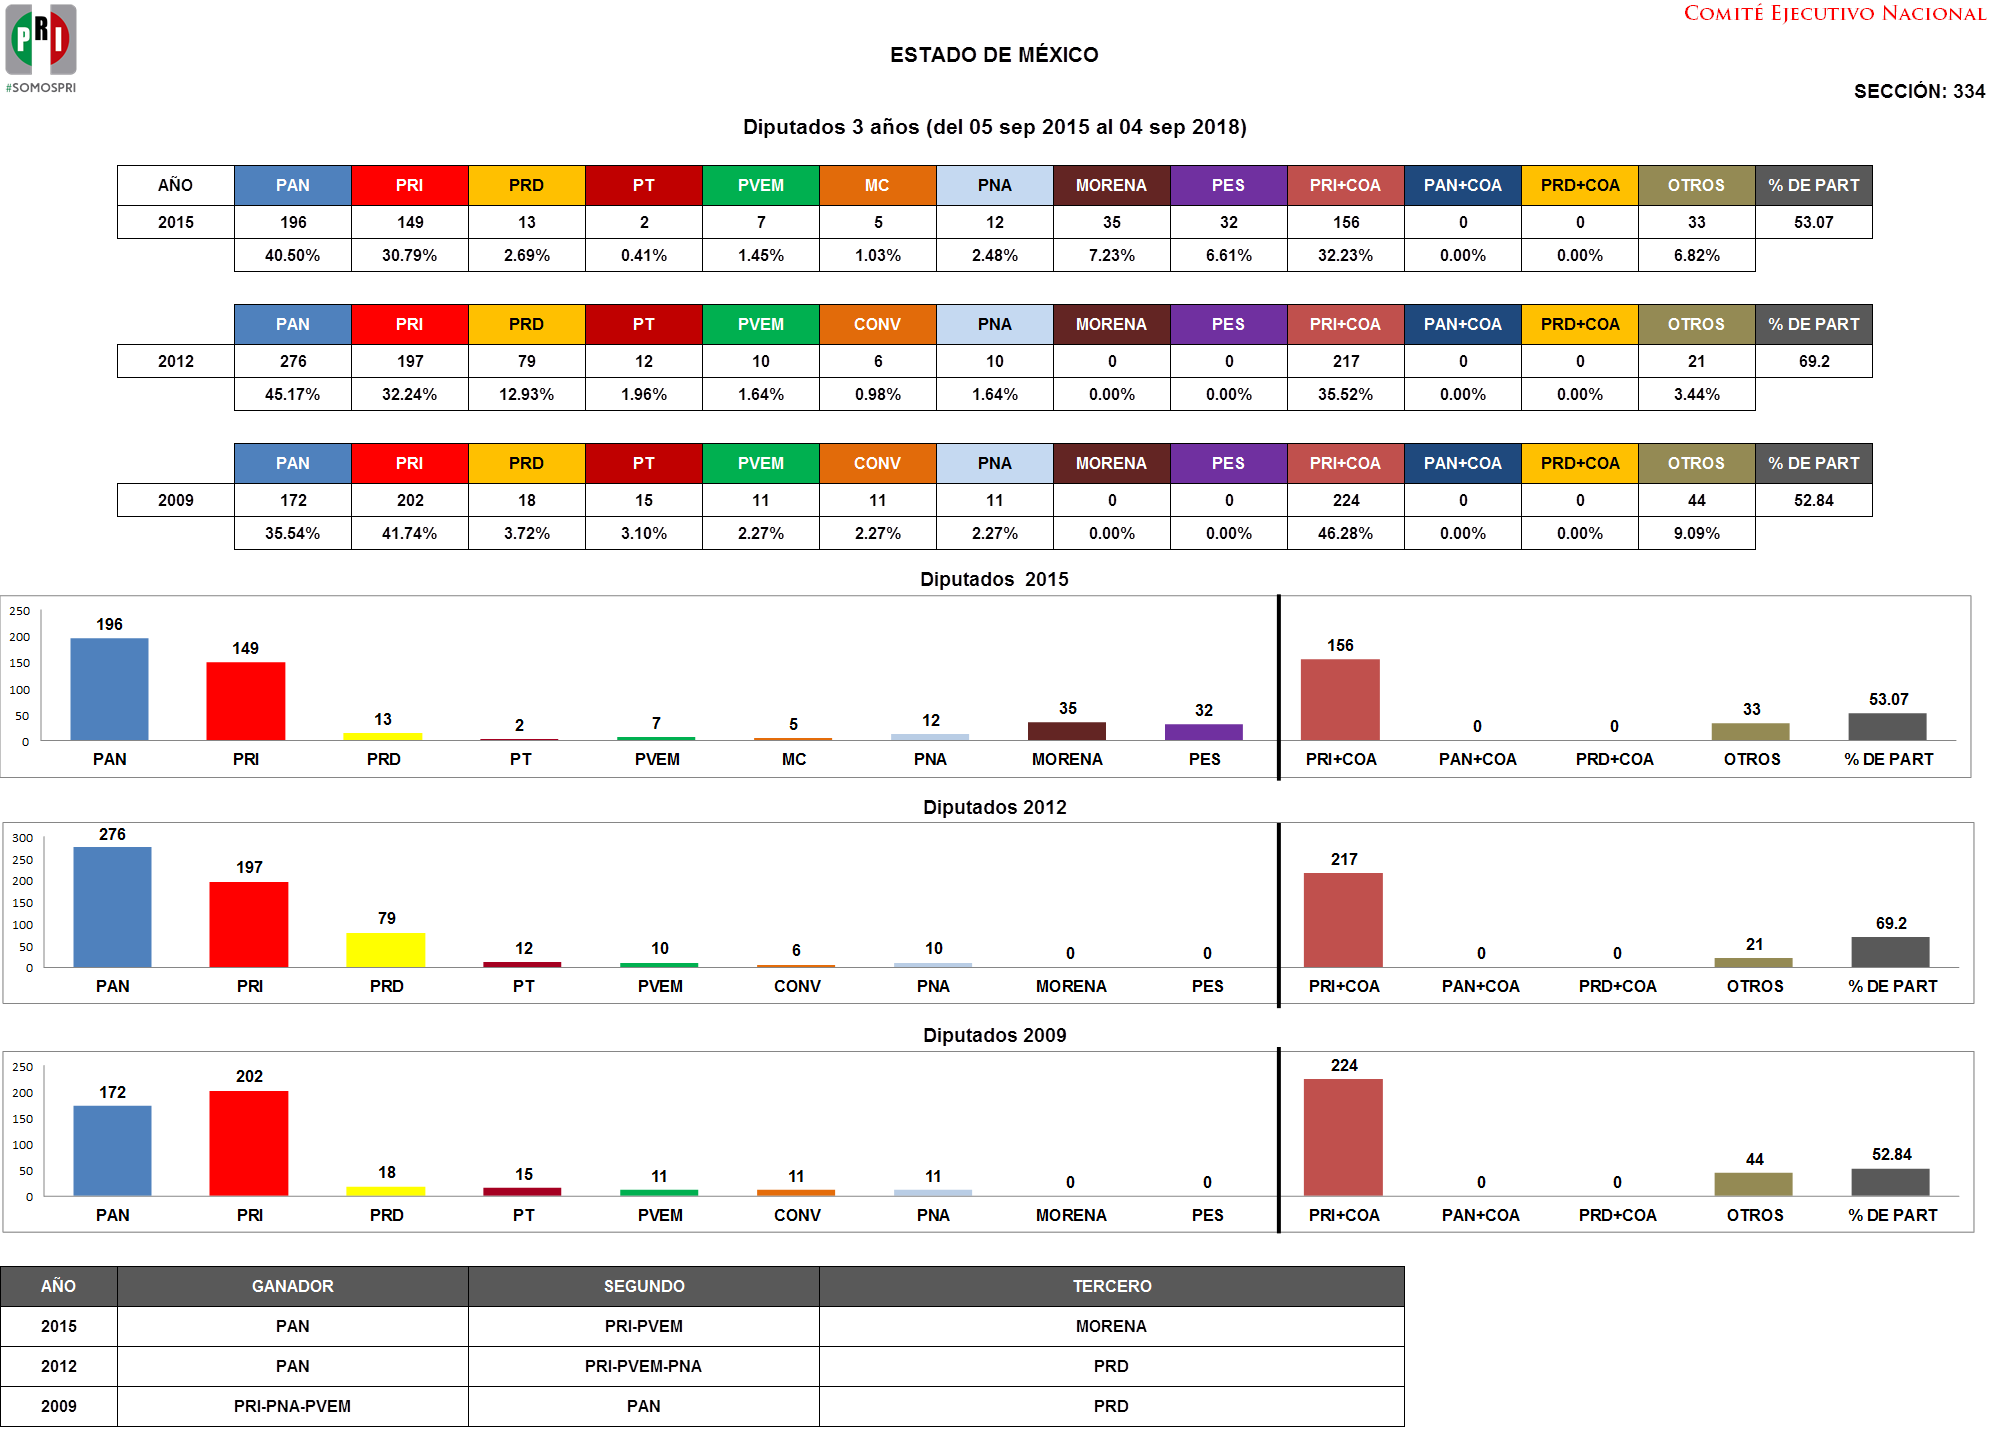 PRI
#SOMOSPRI
COMITÉ EJECUTIVO NACIONAL
ESTADO DE MÉXICO
SECCIÓN: 334
Diputados 3 años (del 05 sep 2015 al 04 sep 2018)
AÑO PAN PRI PRD PT PVEM MC PNA MORENA PES PRI+COA PAN+COA PRD+COA OTROS % DE PART
2015 196 149 13 2 7 5 12 35 32 156 0 0 33 53.07
40.50% 30.79% 2.69% 0.41% 1.45% 1.03% 2.48% 7.23% 6.61% 32.23% 0.00% 0.00% 6.82%
PAN PRI PRD PT PVEM CONV PNA MORENA PES PRI+COA PAN+COA PRD+COA OTROS % DE PART
2012 276 197 79 12 10 6 10 0 0 217 0 0 21 69.2
45.17% 32.24% 12.93% 1.96% 1.64% 0.98% 1.64% 0.00% 0.00% 35.52% 0.00% 0.00% 3.44%
PAN PRI PRD PT PVEM CONV PNA MORENA PES PRI+COA PAN+COA PRD+COA OTROS % DE PART
2009 172 202 18 15 11 11 11 0 0 224 0 0 44 52.84
35.54% 41.74% 3.72% 3.10% 2.27% 2.27% 2.27% 0.00% 0.00% 46.28% 0.00% 0.00% 9.09%
Diputados 2015
250
200
150
100
50
0
196 149 13 2 7 5 12 35 32 156 0 0 33 53.07
PAN PRI PRD PT PVEM MC PNA MORENA PES PRI+COA PAN+COA PRD+COA OTROS % DE PART
Diputados 2012
300
250
200
150
100
50
0
276 197 79 12 10 6 10 0 0 217 0 0 21 69.2
PAN PRI PRD PT PVEM CONV PNA MORENA PES PRI+COA PAN+COA PRD+COA OTROS % DE PART
Diputados 2009
250
200
150
100
50
0
172 202 18 15 11 11 11 0 0 224 0 0 44 52.84
PAN PRI PRD PT PVEM CONV PNA MORENA PES PRI+COA PAN+COA PRD+COA OTROS % DE PART
AÑO GANADOR SEGUNDO TERCERO
2015 PAN PRI-PVEM MORENA
2012 PAN PRI-PVEM-PNA PRD
2009 PRI-PNA-PVEM PAN PRD